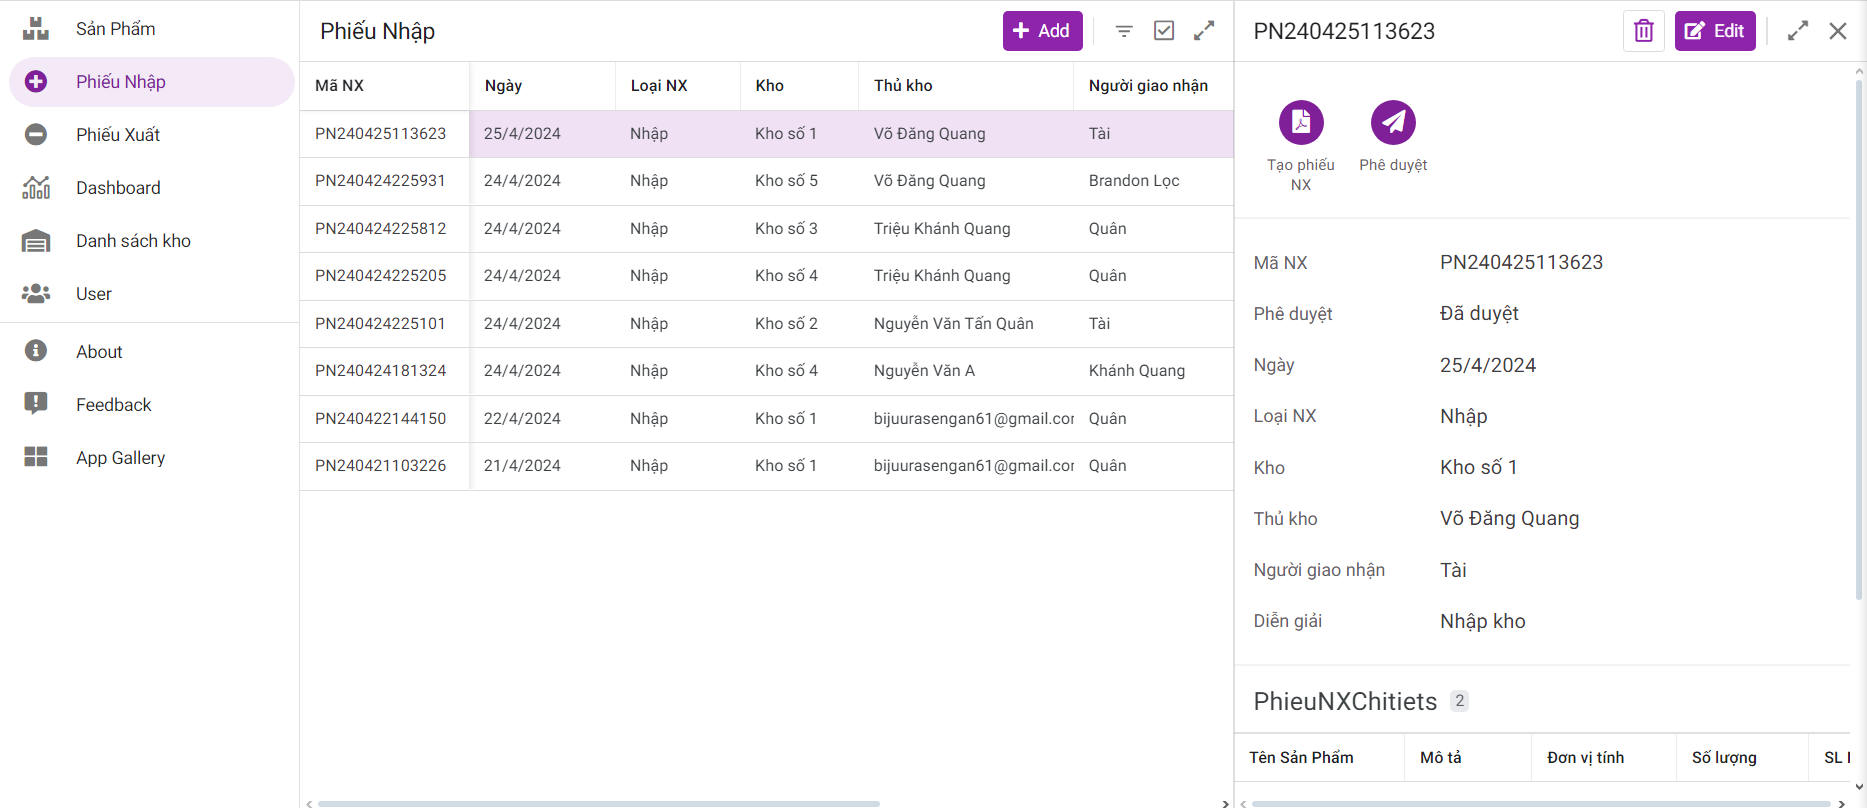 Sản Phẩm
Phiếu Nhập
Phiếu Xuất
Dashboard
Danh sách kho
User
About
Feedback
App Gallery
Phiếu Nhập
Add
Mã NX Ngày Loại NX Kho Thủ kho Người giao nhận
PN240425113623 25/4/2024 Nhập Kho số 1 Võ Đăng Quang Tài
PN240424225931 24/4/2024 Nhập Kho số 5 Võ Đăng Quang Brandon Lọc
PN240424225812 24/4/2024 Nhập Kho số 3 Triệu Khánh Quang Quân
PN240424225205 24/4/2024 Nhập Kho số 4 Triệu Khánh Quang Quân
PN240424225101 24/4/2024 Nhập Kho số 2 Nguyễn Văn Tấn Quân Tài
PN240424181324 24/4/2024 Nhập Kho số 4 Nguyễn Văn A Khánh Quang
PN240422144150 22/4/2024 Nhập Kho số 1 bijuurasengan61@gmail.cor Quân
PN240421103226 21/4/2024 Nhập Kho số 1 bijuurasengan61@gmail.cor Quân
PN240425113623
Edit
Tạo phiếu
NX
Phê duyệt
Mã NX PN240425113623
Phê duyệt Đã duyệt
Ngày 25/4/2024
Loại NX Nhập
Kho Kho số 1
Thủ kho Võ Đăng Quang
Người giao nhận Tài
Diễn giải Nhập kho
PhieuNXChitiets 2
Tên Sản Phẩm Mô tả Đơn vị tính Số lượng SL